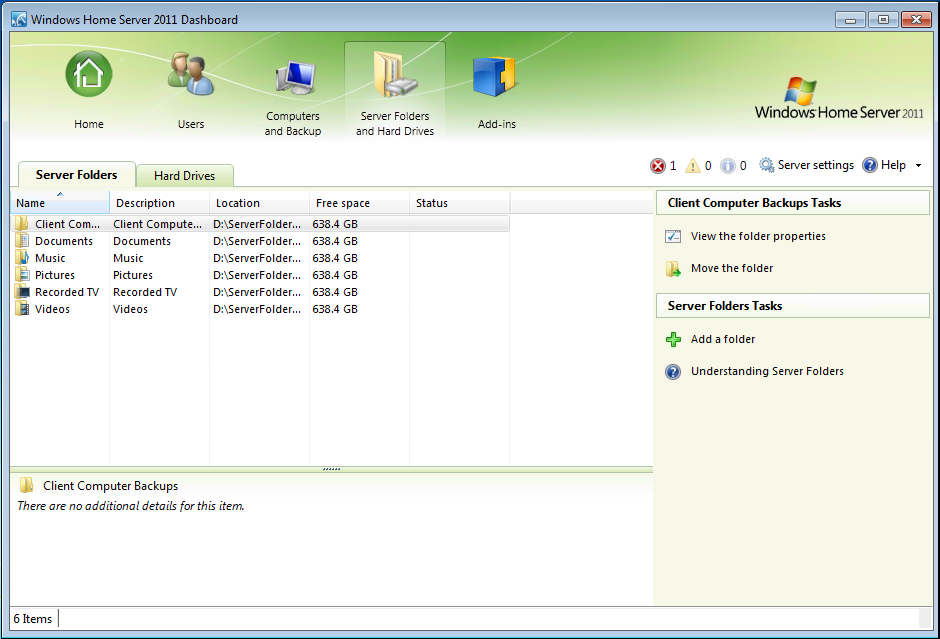 Windows Home Server 2011 Dashboard
Home
Users
Computers
and Backup
Server Folders
and Hard Drives
Add-ins
Windows Home Server 2011
1 0 0 Server settings Help
Server Folders Hard Drives
Name Description Location Free space Status
Client Com... Client Compute... D:\ServerFolder... 638.4 GB
Documents Documents D:\ServerFolder... 638.4 GB
Music Music D:\ServerFolder... 638.4 GB
Pictures Pictures D:\ServerFolder... 638.4 GB
Recorded TV Recorded TV D:\ServerFolder... 638.4 GB
Videos Videos D:\ServerFolder... 638.4 GB
Client Computer Backups Tasks
View the folder properties
Move the folder
Server Folders Tasks
Add a folder
Understanding Server Folders
Client Computer Backups
There are no additional details for this item.
6 Items